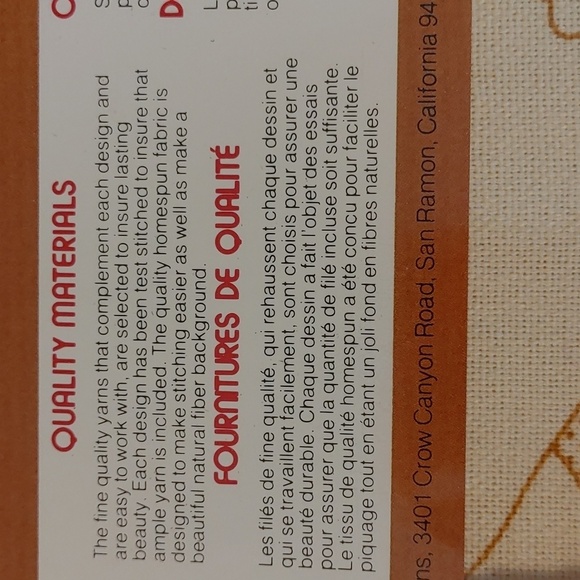 QUALITY MATERIALS
The fine quality yarns that complement each design and
are easy to work with, are selected to insure lasting
beauty. Each design has been test stitched to insure that
ample yarn is included. The quality homespun fabric is
designed to make stitching easier as well as make a
beautiful natural fiber background.
FOURNITURES DE QUALITÉ
Les filés de fine qualité, qui rehaussent chaque dessin et
qui se travaillent facilement, sont choisis pour assurer une
beauté durable. Chaque dessin a fait l'objet des essais
pour assurer que la quantité de filé incluse soit suffisante.
Le tissu de qualité homespun a été conçu pour faciliter le
piquage tout en étant un joli fond en fibres naturelles.
ns, 3401 Crow Canyon Road, San Ramon, California 94